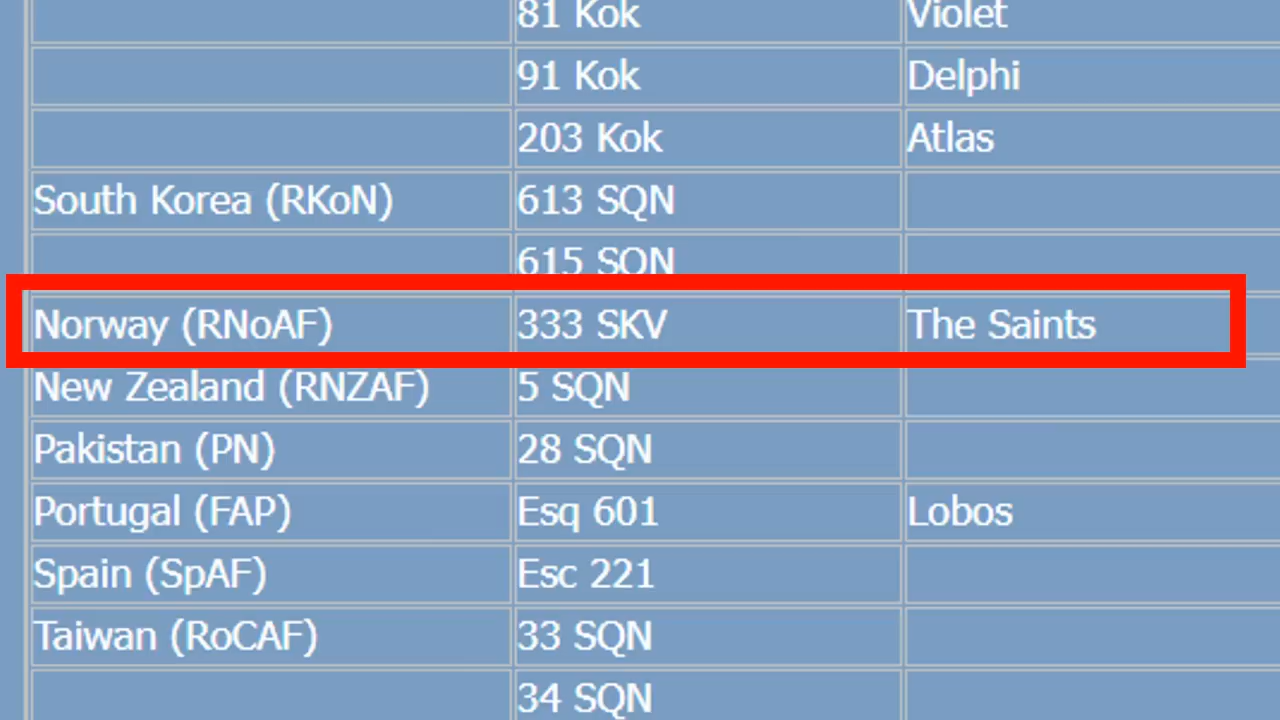 81 Kok Violet
91 Kok Delphi
203 Kok Atlas
South Korea (RKoN) 613 SQN
615 SQN
Norway (RNoAF) 333 SKV The Saints
New Zealand (RNZAF) 5 SQN
Pakistan (PN) 28 SQN
Portugal (FAP) Esq 601 Lobos
Spain (SpAF) Esc 221
Taiwan (RoCAF) 33 SQN
34 SQN